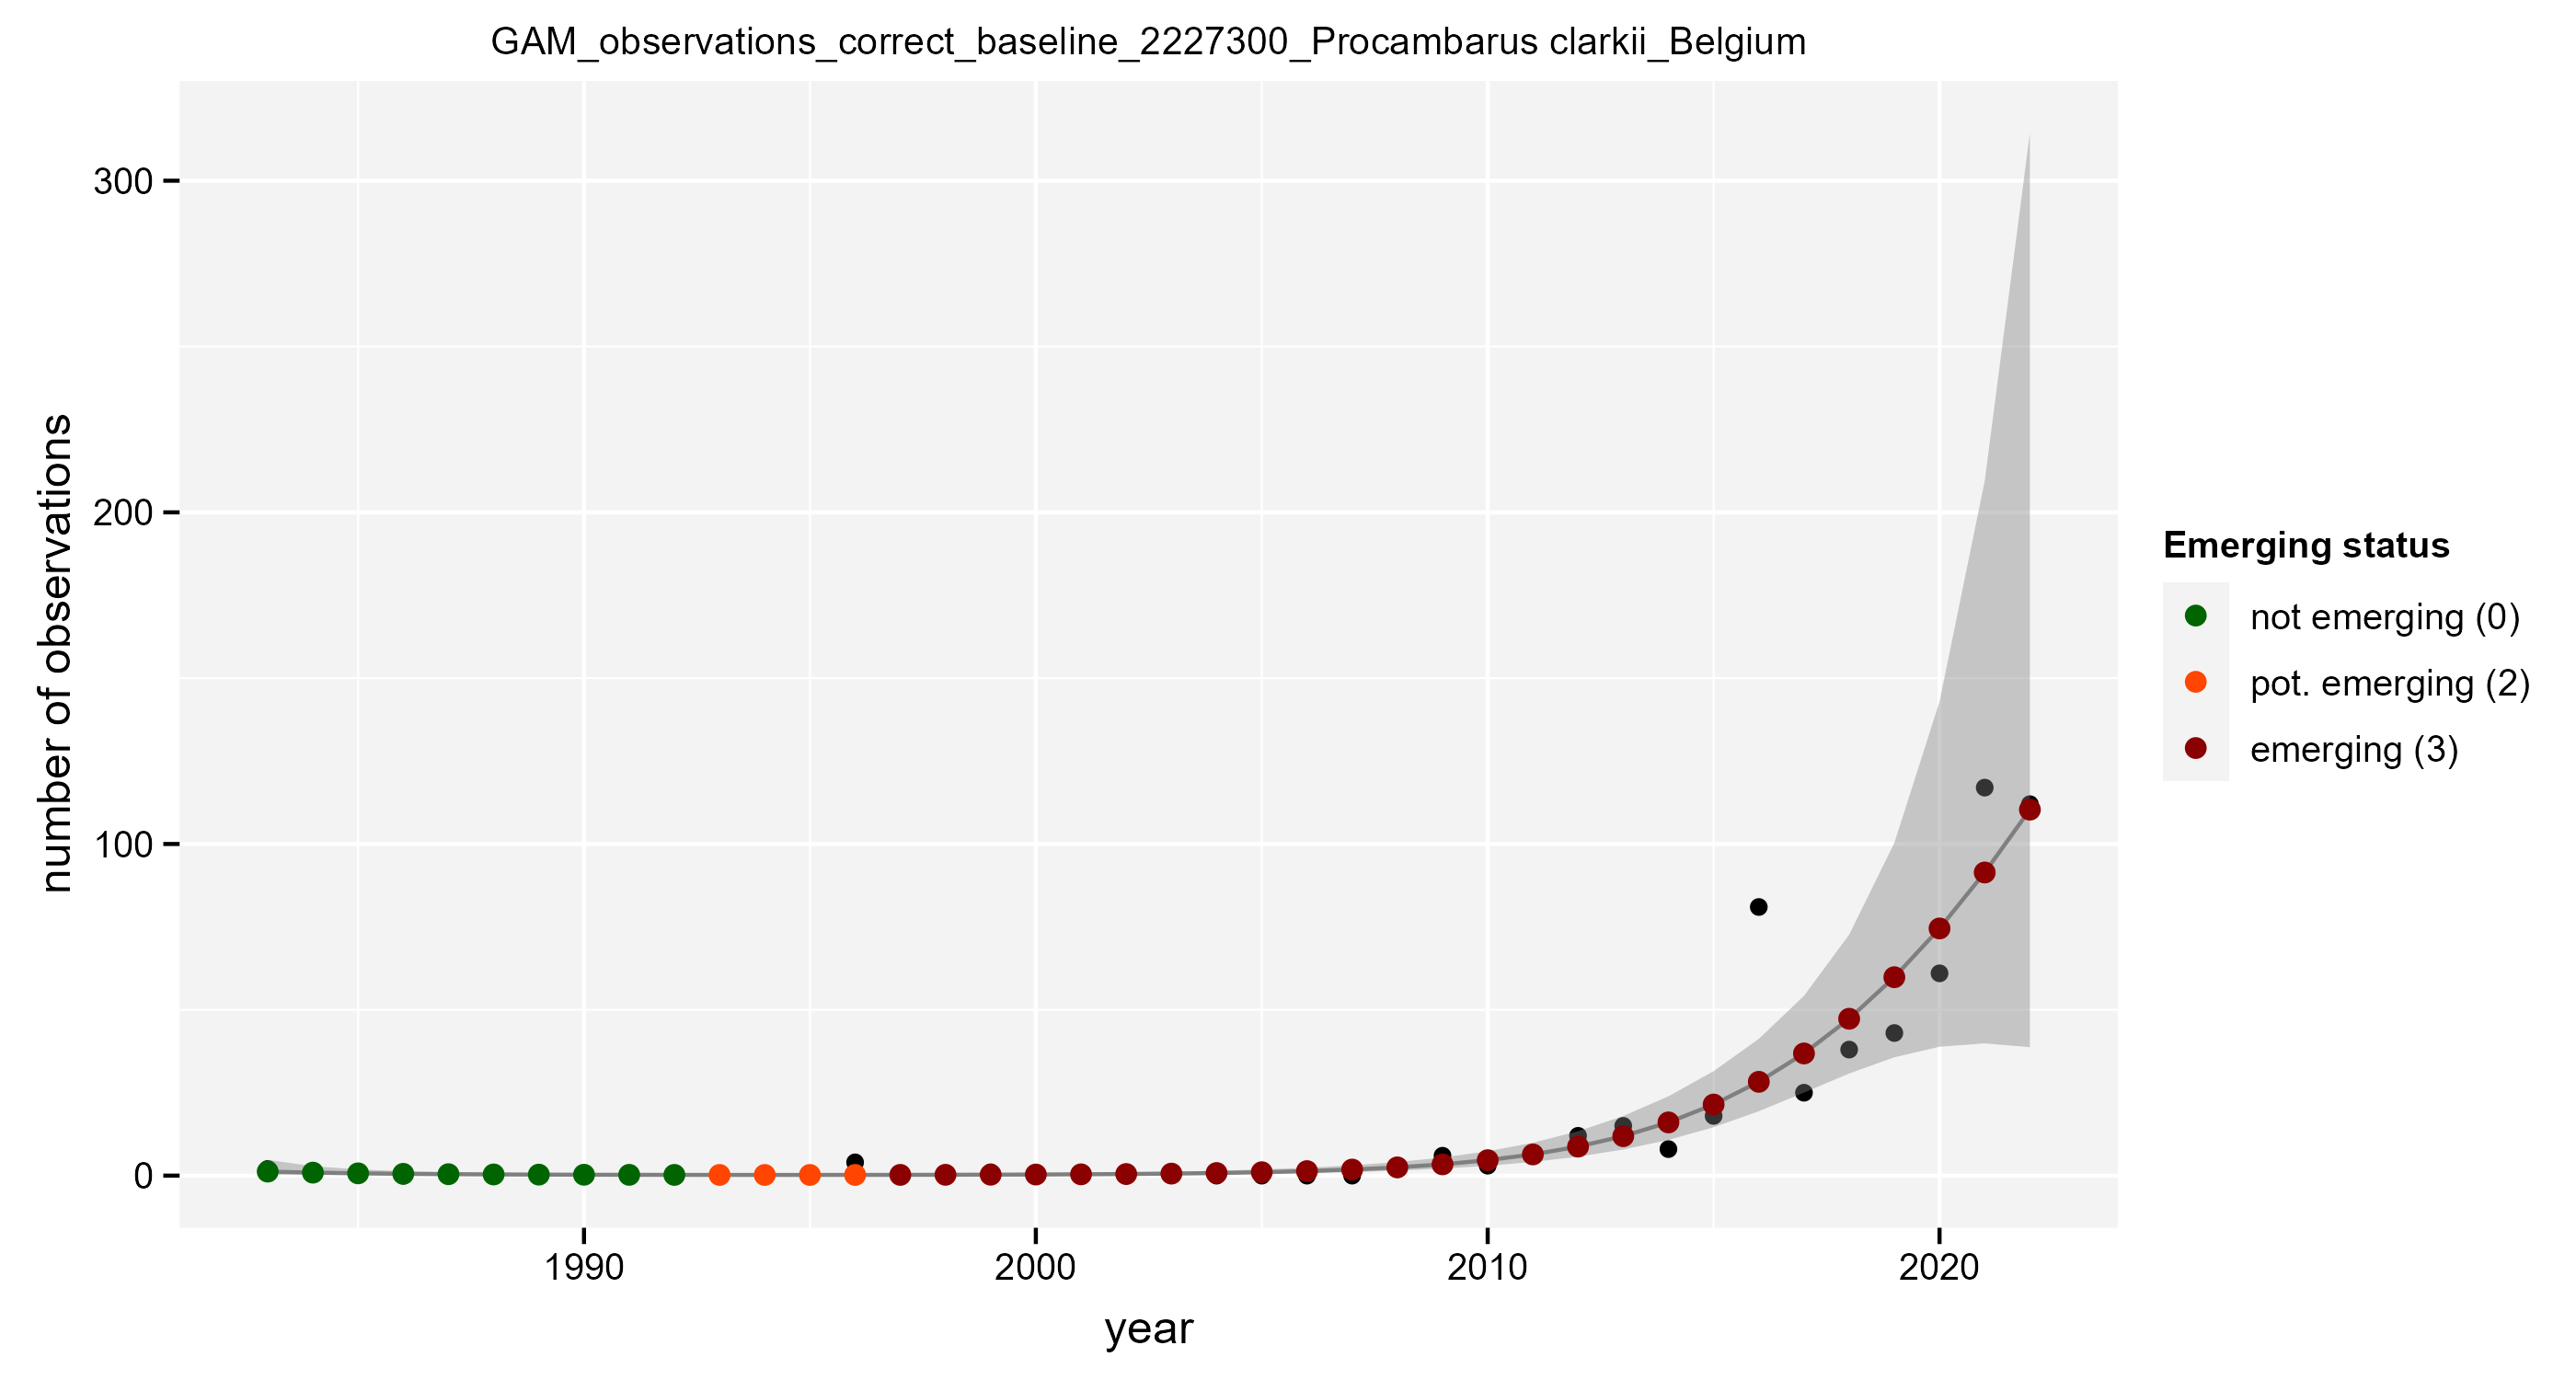 GAM_observations_correct_baseline_2227300_Procambarus clarkii_Belgium
number of observations
300
200
100
0
1990
2000
2010
2020
year
Emerging status
not emerging (0)
pot. emerging (2)
emerging (3)